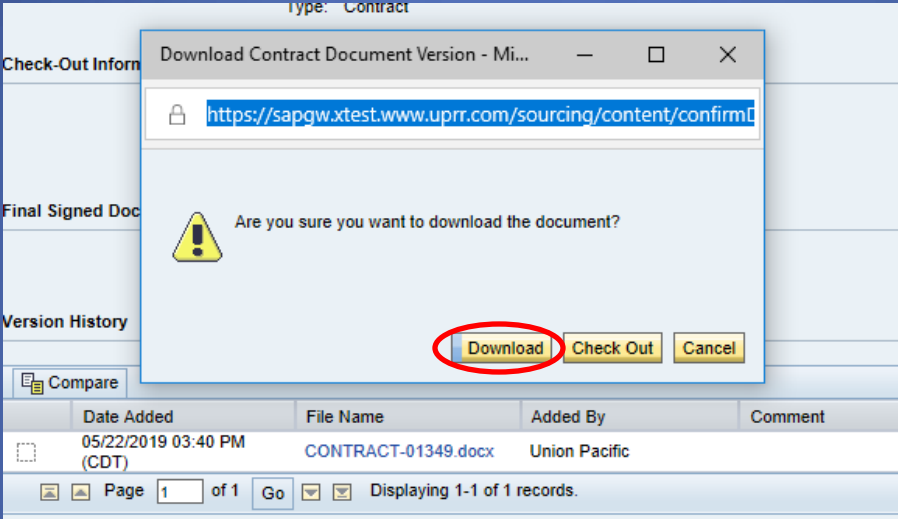 Type: Contract
Download Contract Document Version - Mi...
Check-Out Inform
https://sapgw.xtest.www.uprr.com/sourcing/content/confirmD
Final Signed Doc
Are you sure you want to download the document?
Version History
Download Check Out Cancel
Compare
Date Added File Name Added By Comment
05/22/2019 03:40 PM
(CDT)
CONTRACT-01349.docx Union Pacific
Page 1 of 1 Go Displaying 1-1 of 1 records.